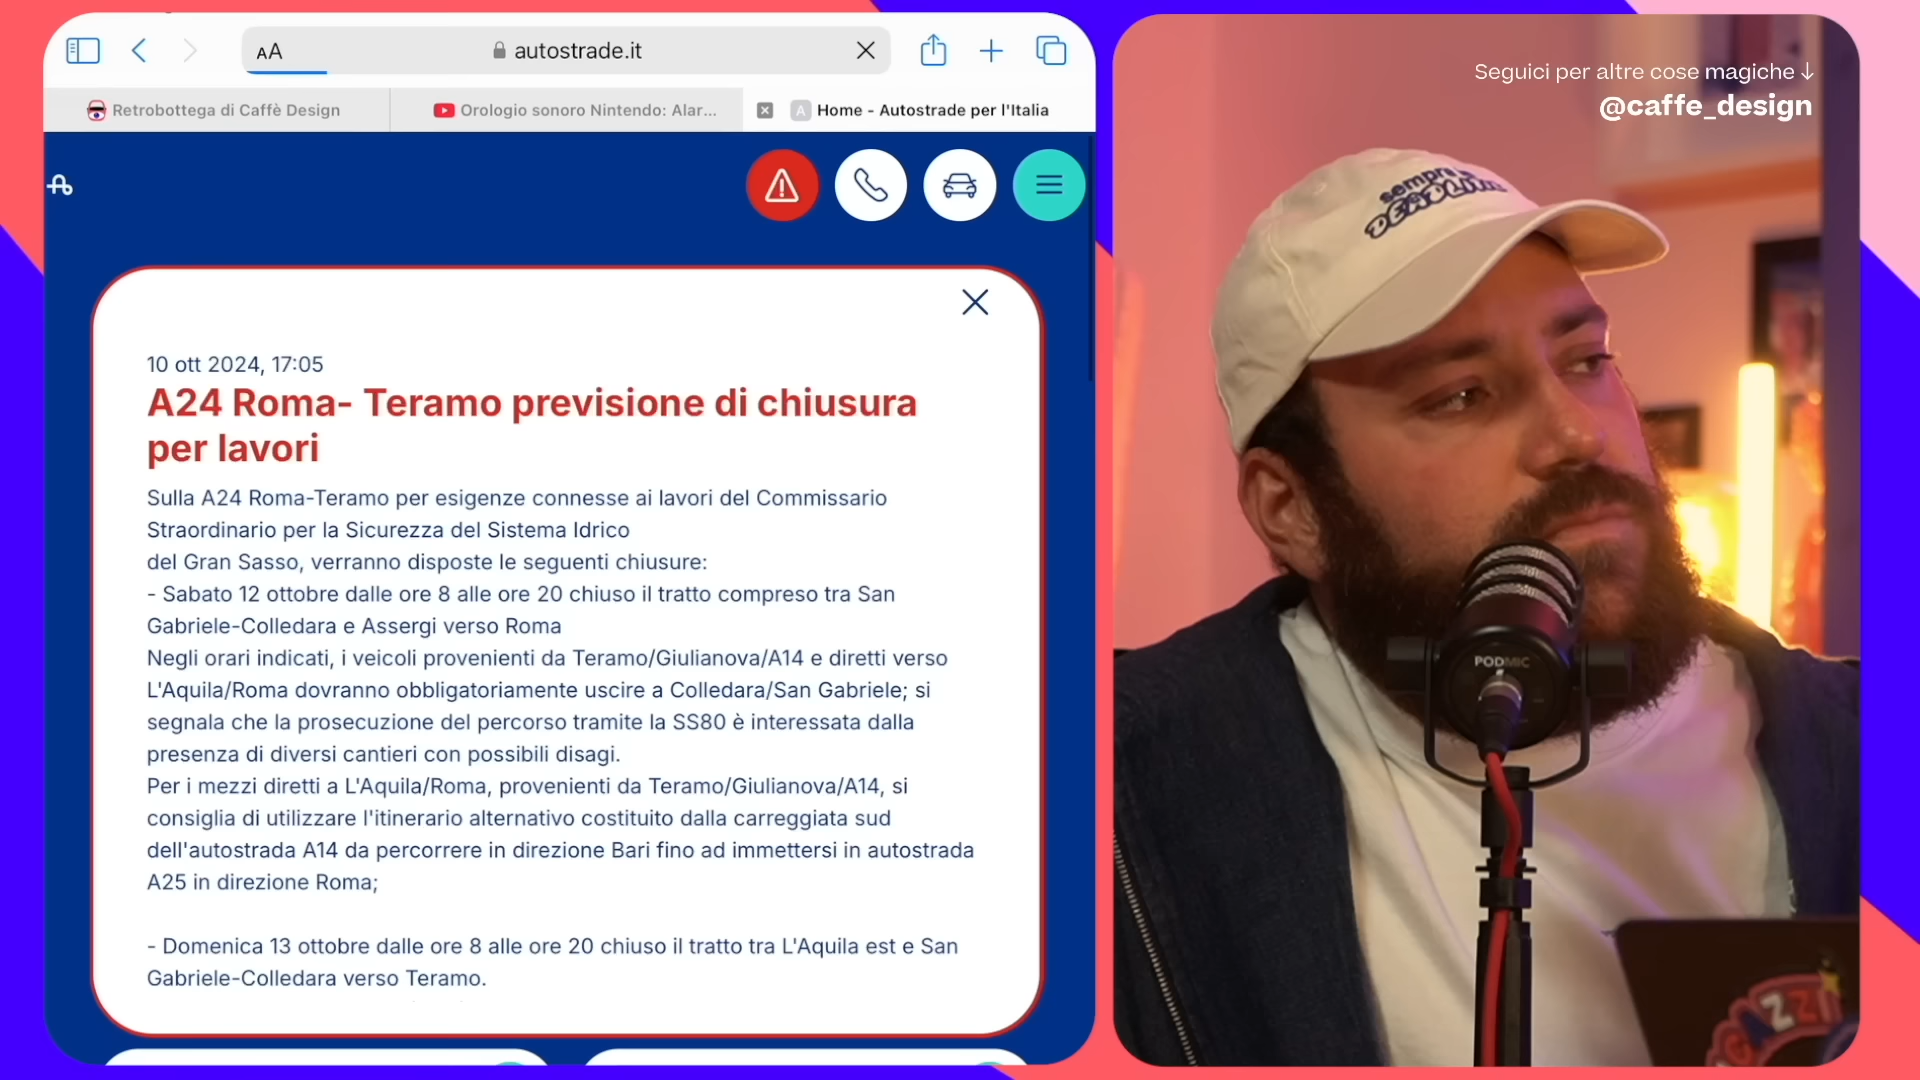 AA
autostrade.it
Retrobottega di Caffè Design
Orologio sonoro Nintendo: Alar...
A
Home - Autostrade per l'Italia
10 ott 2024, 17:05
A24 Roma- Teramo previsione di chiusura
per lavori
Sulla A24 Roma-Teramo per esigenze connesse ai lavori del Commissario
Straordinario per la Sicurezza del Sistema Idrico
del Gran Sasso, verranno disposte le seguenti chiusure:
- Sabato 12 ottobre dalle ore 8 alle ore 20 chiuso il tratto compreso tra San
Gabriele-Colledara e Assergi verso Roma
Negli orari indicati, i veicoli provenienti da Teramo/Giulianova/A14 e diretti verso
L'Aquila/Roma dovranno obbligatoriamente uscire a Colledara/San Gabriele; si
segnala che la prosecuzione del percorso tramite la SS80 è interessata dalla
presenza di diversi cantieri con possibili disagi.
Per i mezzi diretti a L'Aquila/Roma, provenienti da Teramo/Giulianova/A14, si
consiglia di utilizzare l'itinerario alternativo costituito dalla carreggiata sud
dell'autostrada A14 da percorrere in direzione Bari fino ad immettersi in autostrada
A25 in direzione Roma;
- Domenica 13 ottobre dalle ore 8 alle ore 20 chiuso il tratto tra L'Aquila est e San
Gabriele-Colledara verso Teramo.
Seguici per altre cose magiche ↓
@caffe_design
sempre
DEADLINE
PODMIC